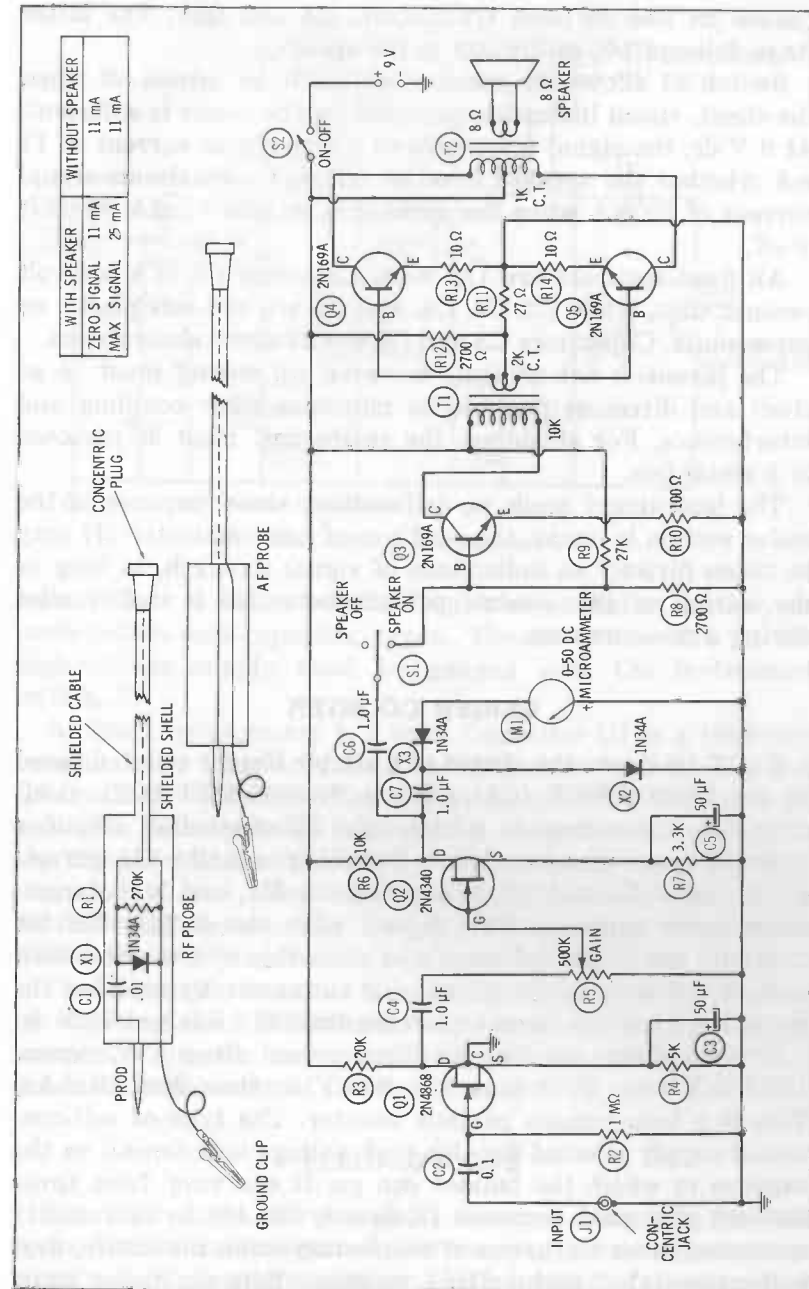 WITH SPEAKER
WITHOUT SPEAKER
ZERO SIGNAL 11 mA
11 mA
MAX SIGNAL 25 mA
11 mA
CONCENTRIC
PLUG
SHIELDED CABLE
SHIELDED SHELL
AF PROBE
C1
X1
R1
1N34A
270K
RF PROBE
PROD
GROUND CLIP
S2
ON-OFF
+
9 V
-
Q4
2N169A
B
C
E
R13
10 Ω
R12
2700
Ω
R11
27 Ω
R14
10 Ω
Q5
2N169A
B
E
C
T2
1K
C.T.
8 Ω
8 Ω
SPEAKER
T1
10K
2K
C.T.
Q3
2N169A
B
C
E
R9
27K
R8
2700Ω
R10
100 Ω
SPEAKER
OFF
SPEAKER
ON
S1
C6
1.0 µF
X3
1N34A
C7
1.0 µF
M1
0-50 DC
+MICROAMMETER
X2
1N34A
R6
10K
Q2
2N4340
G
D
S
R7
3.3K
C5
+
50 µF
R3
20K
C4
1.0 µF
500K
GAIN
R5
Q1
2N4868
G
C
S
C2
0.1
R4
5K
C3
+
50 µF
R2
1 MΩ
INPUT
J1
CON-
CENTRIC
JACK